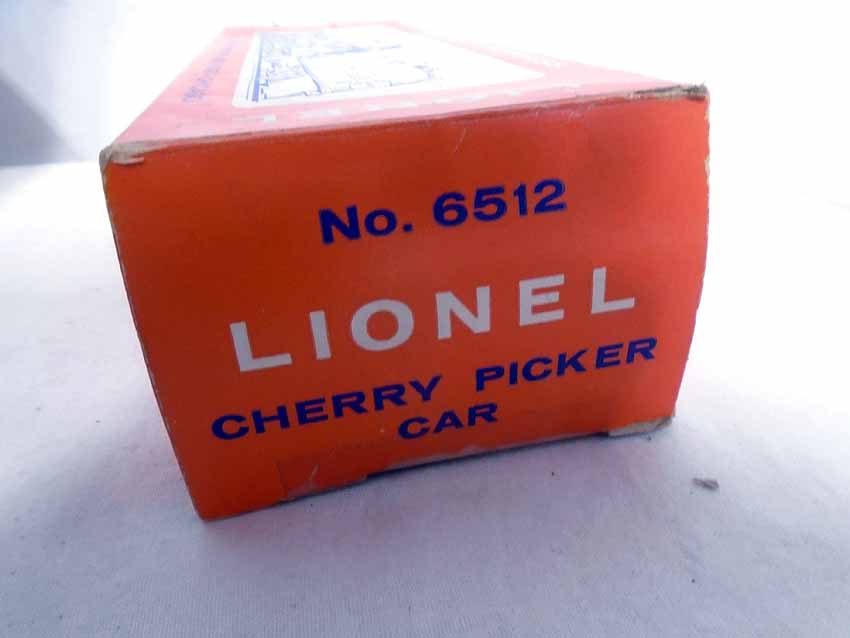 No. 6512
LIONEL
CHERRY PICKER
CAR